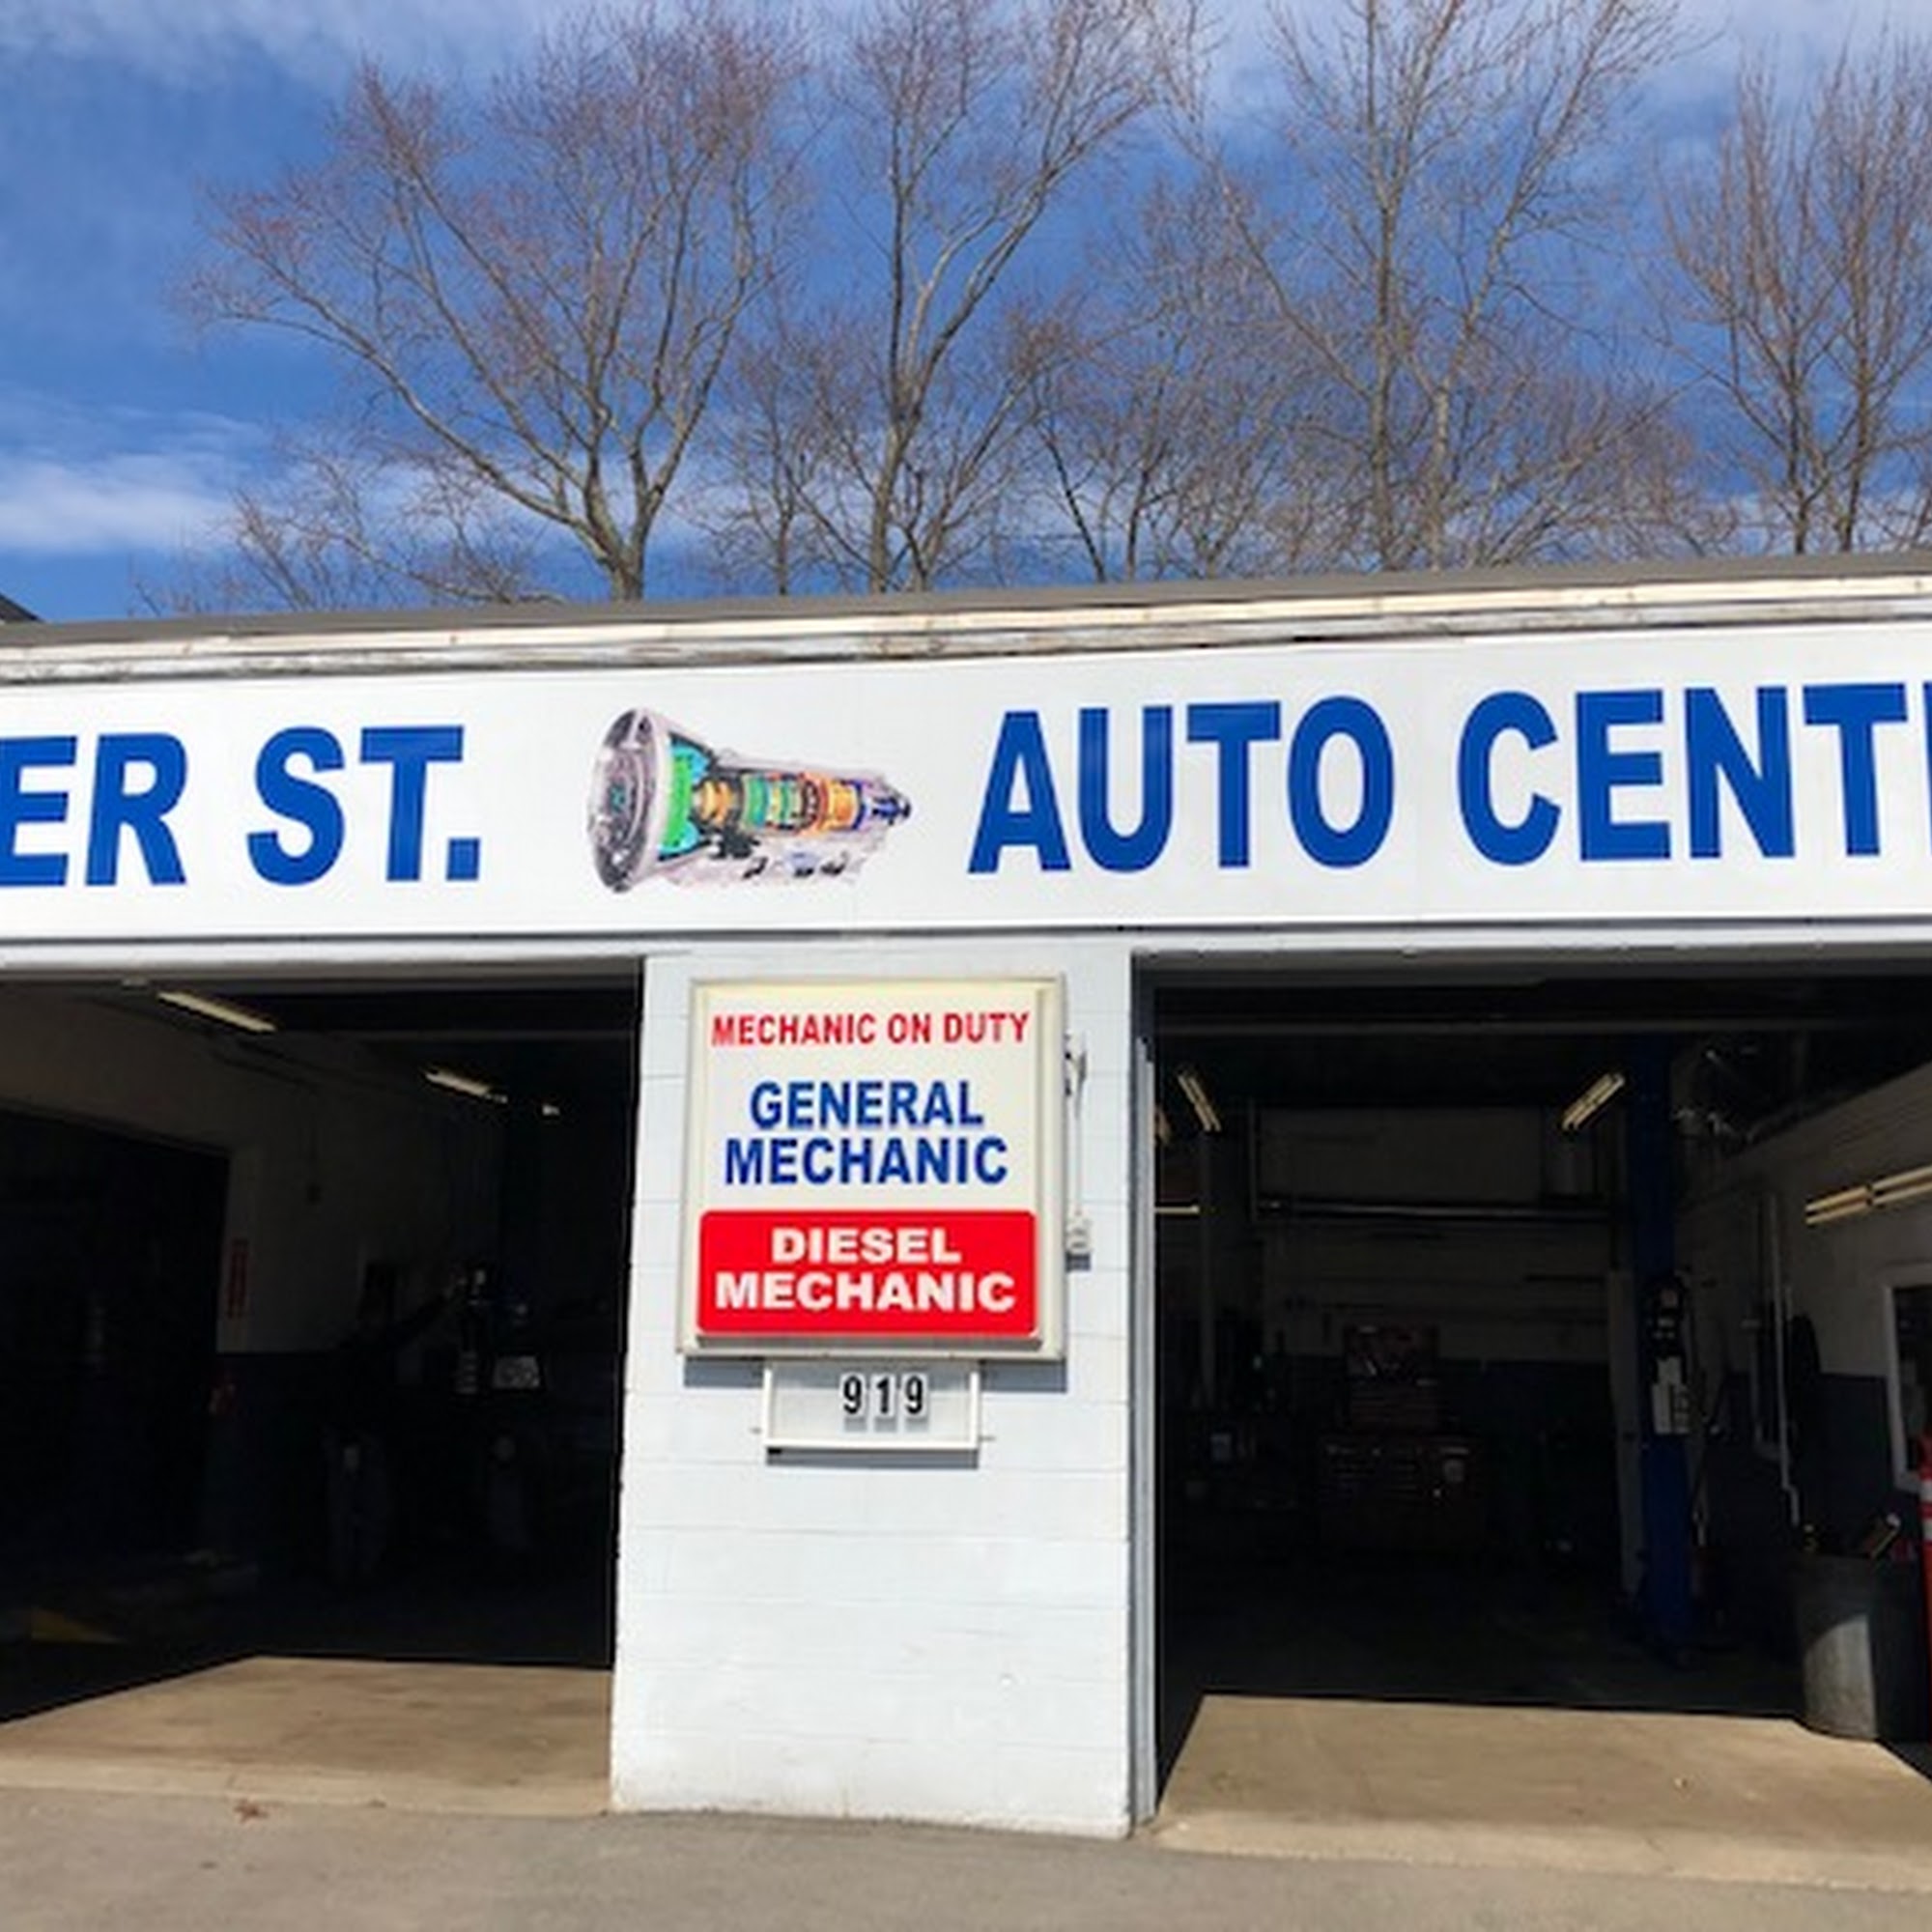 ER ST. AUTO CENT
MECHANIC ON DUTY
GENERAL
MECHANIC
DIESEL
MECHANIC
919